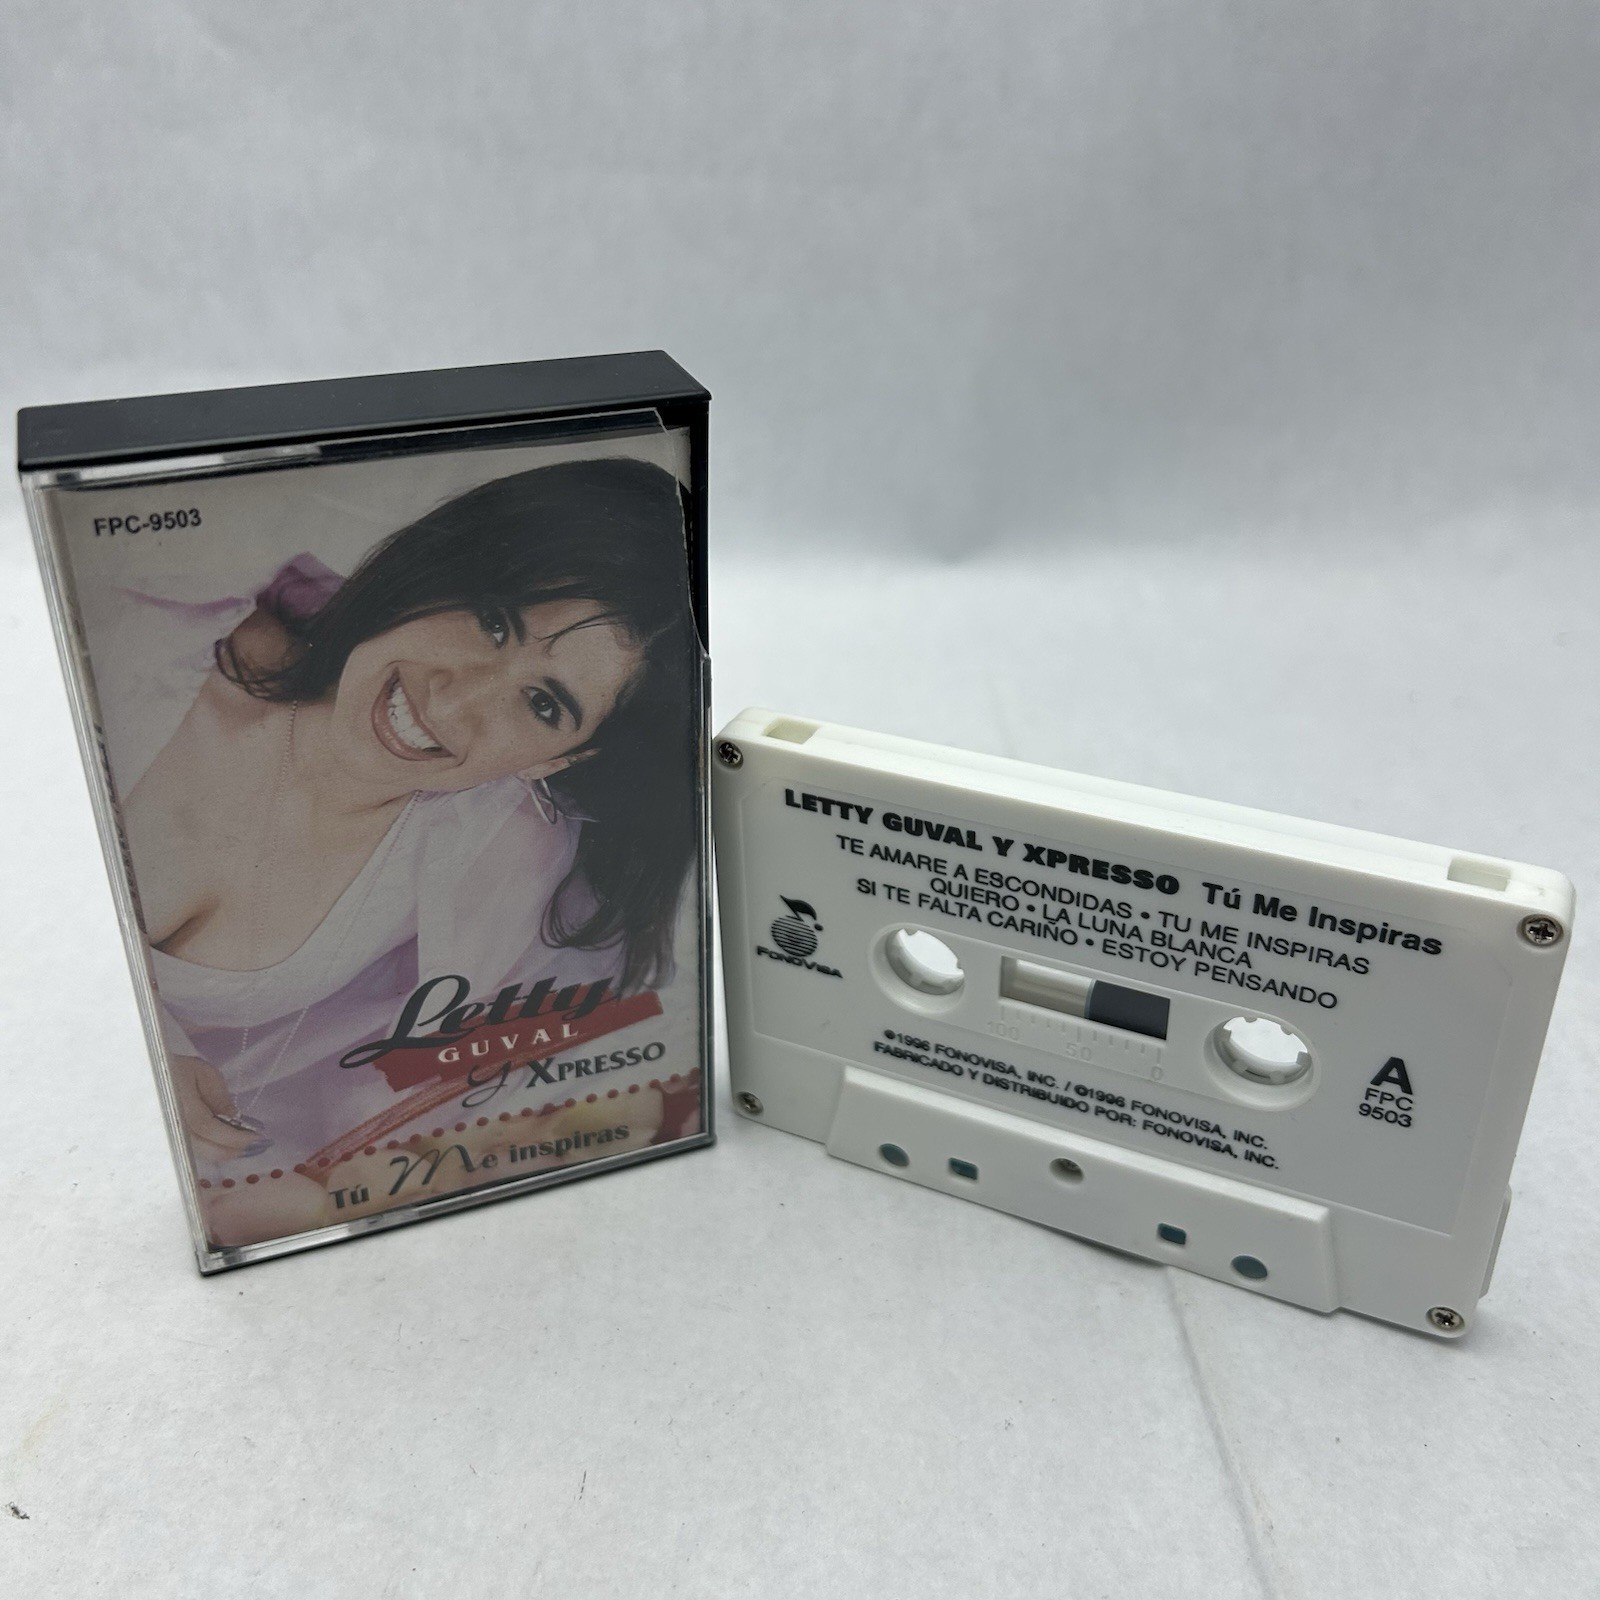 FPC-9503
Letty
GUVAL
y XPRESSO
Tú Me inspiras
LETTY GUVAL Y XPRESSO Tú Me Inspiras
TE AMARE A ESCONDIDAS • TU ME INSPIRAS
QUIERO • LA LUNA BLANCA
SI TE FALTA CARIÑO • ESTOY PENSANDO
FONOVISA
100 50 0
℗1996 FONOVISA, INC. / ©1996 FONOVISA, INC.
FABRICADO Y DISTRIBUIDO POR: FONOVISA, INC.
A
FPC
9503